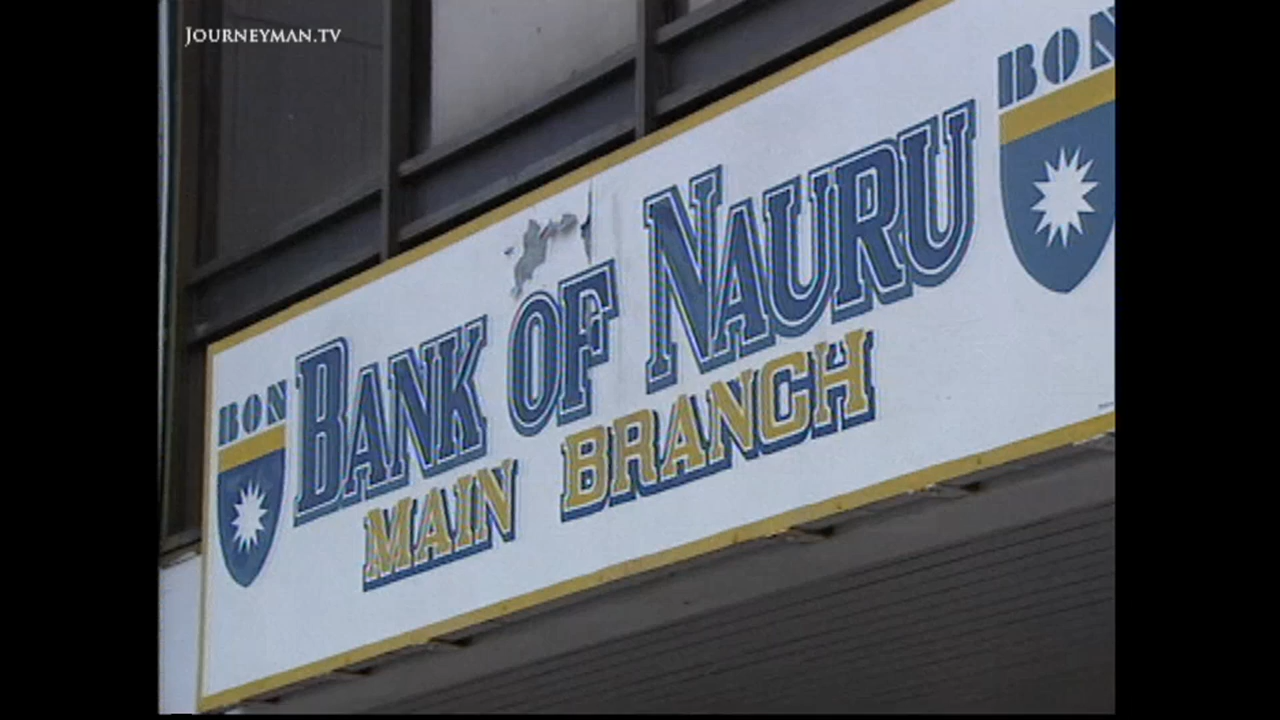 JOURNEYMAN.TV
BON
BANK OF NAURU
BON
MAIN BRANCH